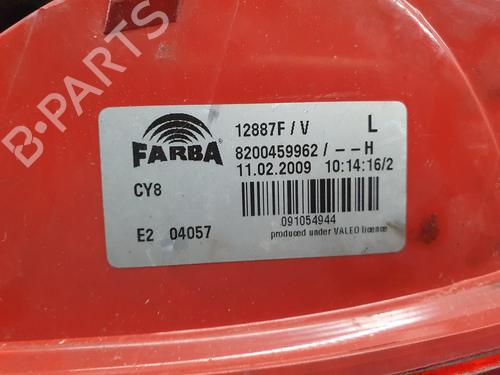 12887F / V L
FARBA
8200459962 / - - H
11.02.2009 10:14:16/2
CY8
091054944
E2 04057
produced under VALEO licence
B-PARTS